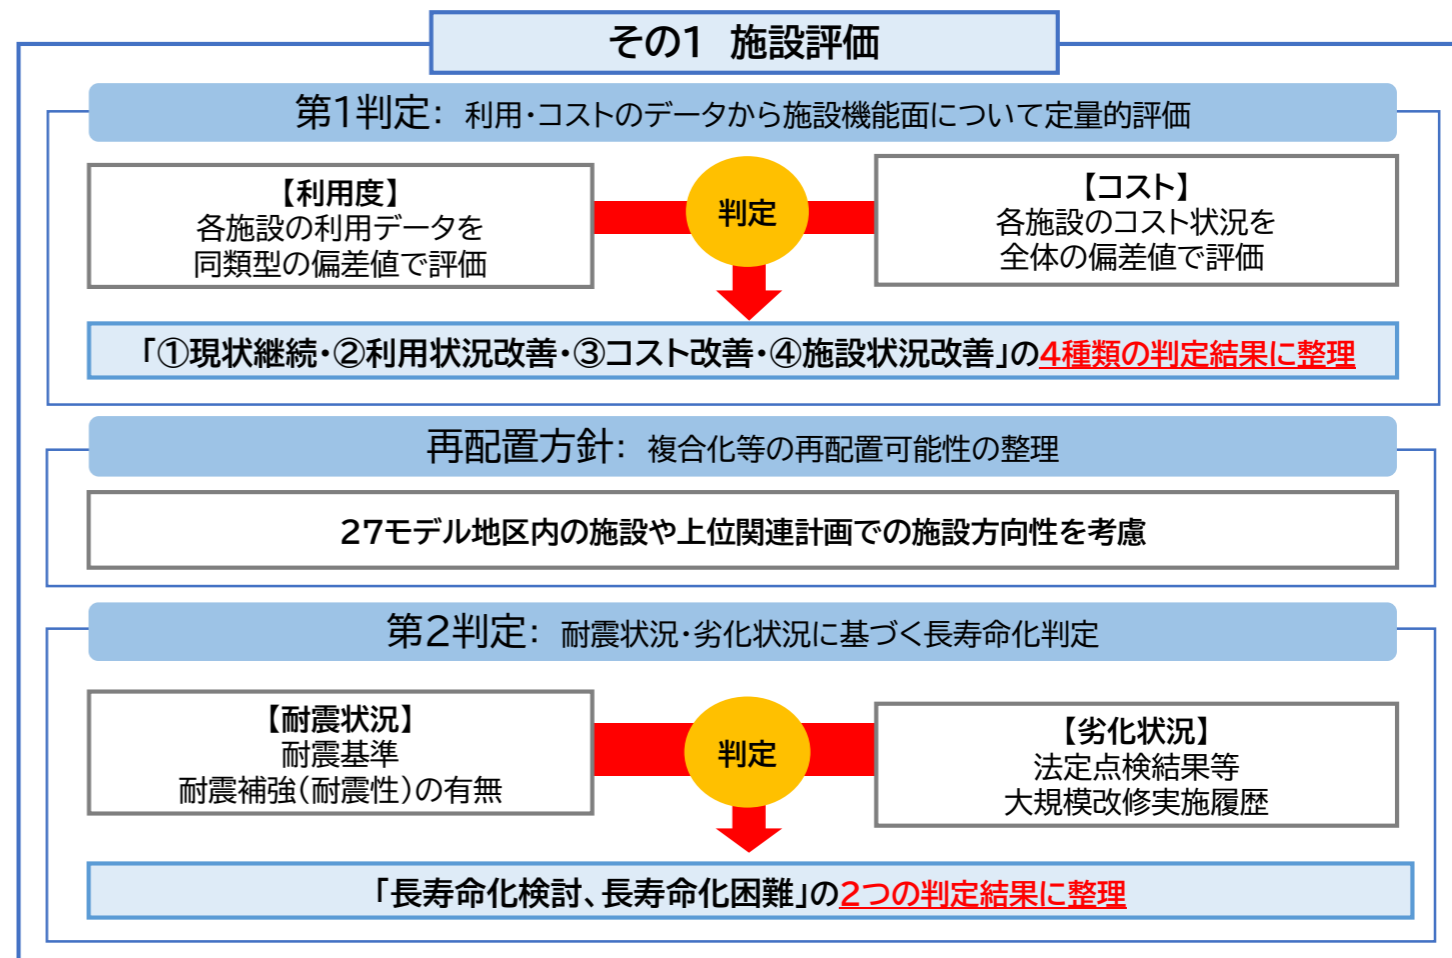 その1 施設評価
第1判定: 利用・コストのデータから施設機能面について定量的評価
【利用度】
各施設の利用データを
同類型の偏差値で評価
判定
【コスト】
各施設のコスト状況を
全体の偏差値で評価
「①現状継続・②利用状況改善・③コスト改善・④施設状況改善」の4種類の判定結果に整理
再配置方針: 複合化等の再配置可能性の整理
27モデル地区内の施設や上位関連計画での施設方向性を考慮
第2判定: 耐震状況・劣化状況に基づく長寿命化判定
【耐震状況】
耐震基準
耐震補強(耐震性)の有無
判定
【劣化状況】
法定点検結果等
大規模改修実施履歴
「長寿命化検討、長寿命化困難」の2つの判定結果に整理